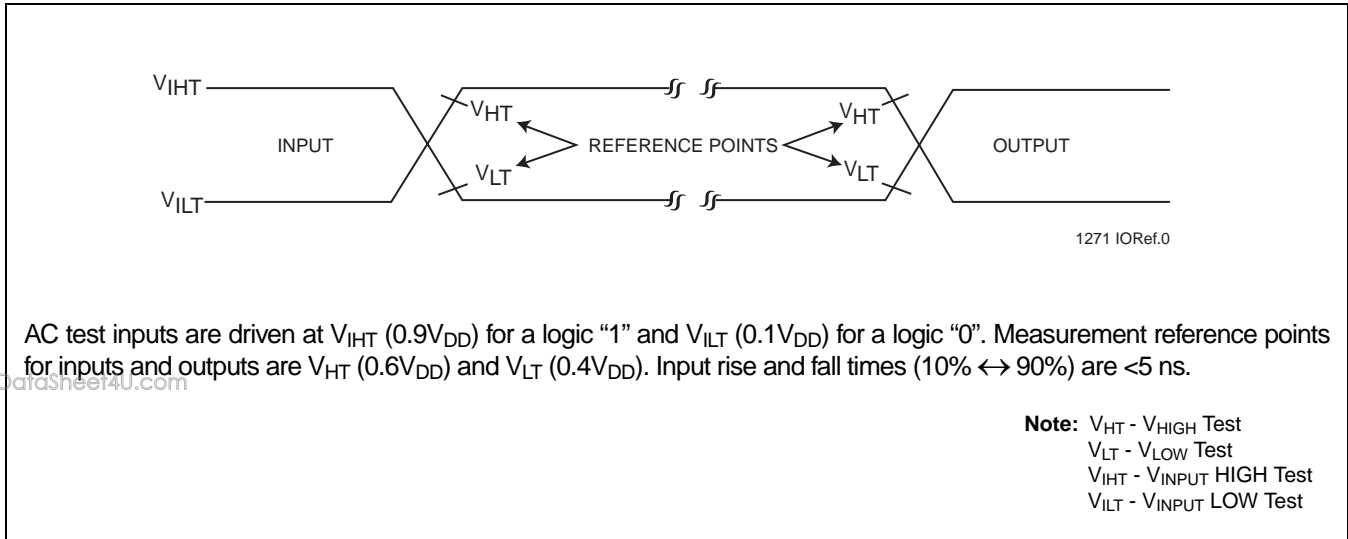 VIHT
VHT
VHT
INPUT
REFERENCE POINTS
OUTPUT
VLT
VLT
VILT
1271 IORef.0
AC test inputs are driven at VIHT (0.9VDD) for a logic “1” and VILT (0.1VDD) for a logic “0”. Measurement reference points
for inputs and outputs are VHT (0.6VDD) and VLT (0.4VDD). Input rise and fall times (10% ↔ 90%) are <5 ns.
DataSheet4U.com
Note: VHT - VHIGH Test
VLT - VLOW Test
VIHT - VINPUT HIGH Test
VILT - VINPUT LOW Test